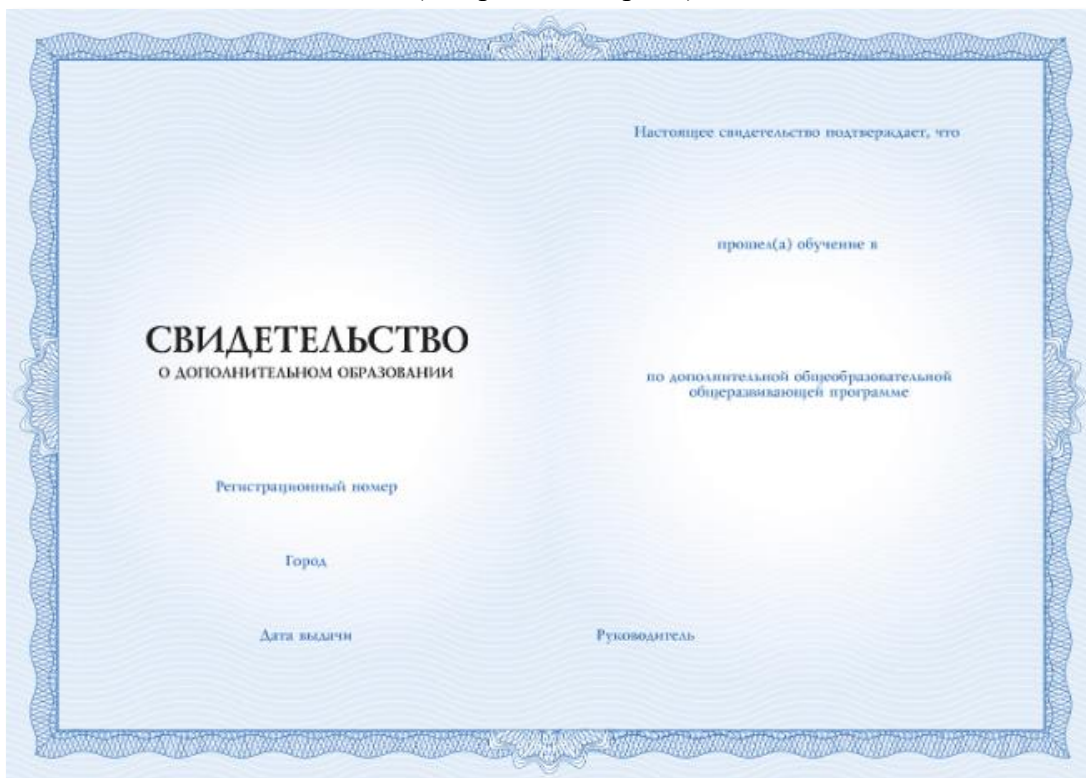 СВИДЕТЕЛЬСТВО
О ДОПОЛНИТЕЛЬНОМ ОБРАЗОВАНИИ
Регистрационный номер
Город
Дата выдачи
Настоящее свидетельство подтверждает, что
прошел(а) обучение в
по дополнительной общеобразовательной
общеразвивающей программе
Руководитель